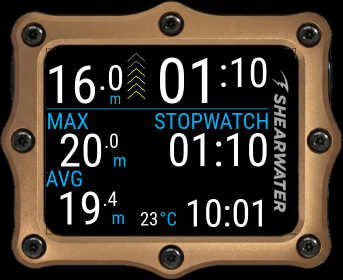 16.0 m 01:10
MAX STOPWATCH
20.0 m 01:10
AVG
19.4 m 23°C 10:01
SHEARWATER